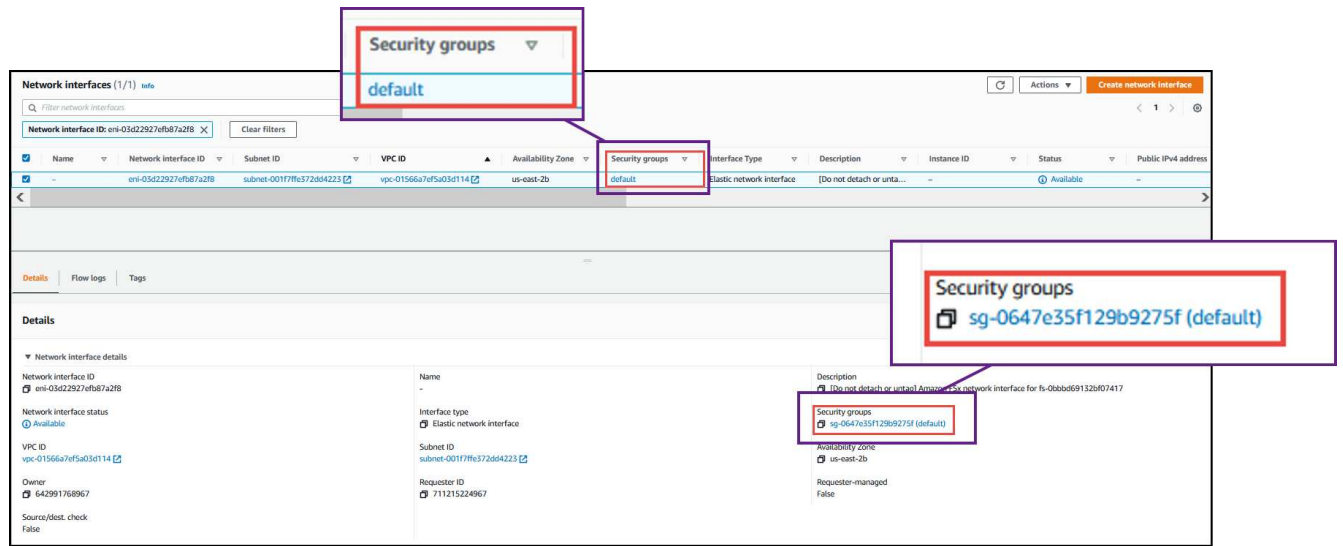 Security groups
default
Network interfaces (1/1) Info
Actions
Create network interface
Filter network interfaces
1
Network interface ID: eni-03d22927efb87a2f8
Clear filters
Name Network interface ID Subnet ID VPC ID Availability Zone Security groups Interface Type Description Instance ID Status Public IPv4 address
– eni-03d22927efb87a2f8 subnet-001f7ffe372dd4223 vpc-01566a7ef5a03d114 us-east-2b default Elastic network interface [Do not detach or unta... – Available –
Details Flow logs Tags
Security groups
sg-0647e35f129b9275f (default)
Details
Network interface details
Network interface ID Name Description
eni-03d22927efb87a2f8 – [Do not detach or untag] Amazon FSx network interface for fs-0bbbd69132bf07417
Network interface status Interface type Security groups
Available Elastic network interface sg-0647e35f129b9275f (default)
VPC ID Subnet ID Availability Zone
vpc-01566a7ef5a03d114 subnet-001f7ffe372dd4223 us-east-2b
Owner Requester ID Requester-managed
642991768967 711215224967 False
Source/dest. check
False